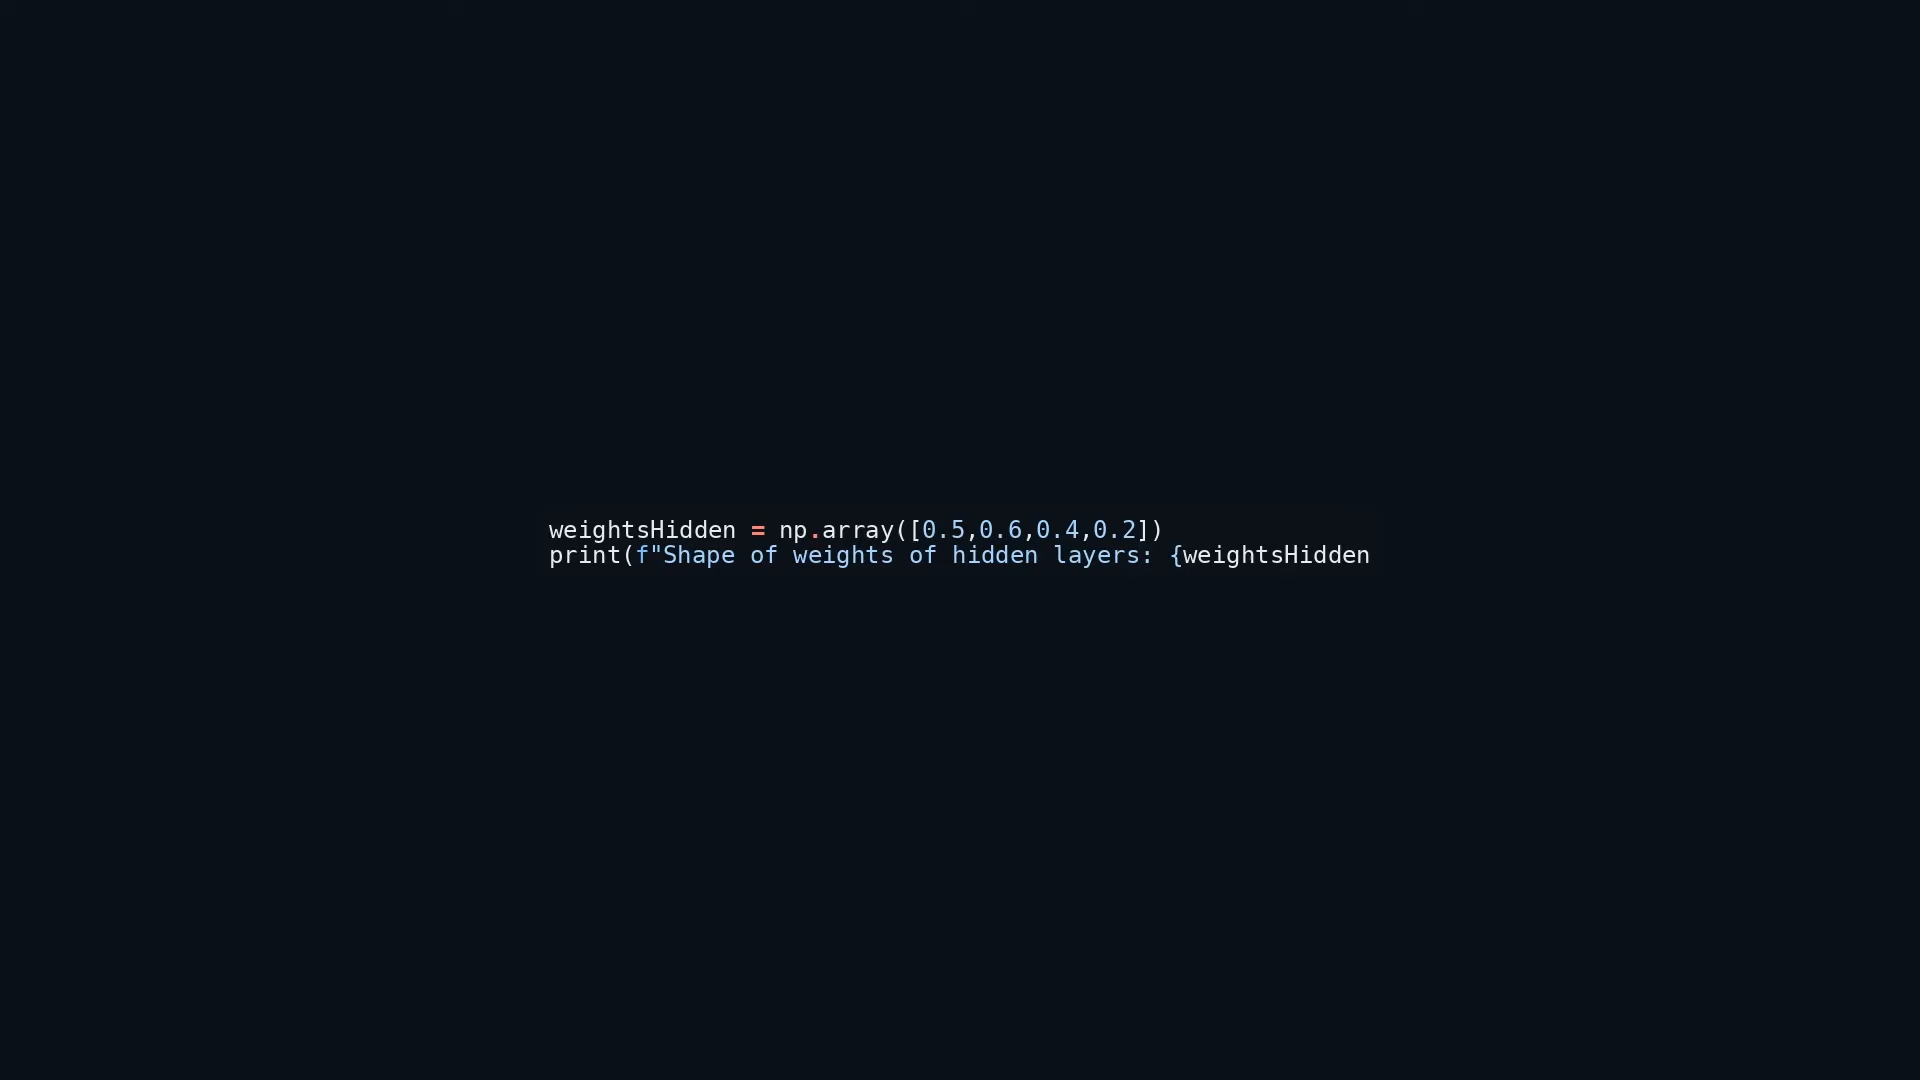 weightsHidden = np.array([0.5,0.6,0.4,0.2])
print(f"Shape of weights of hidden layers: {weightsHidden